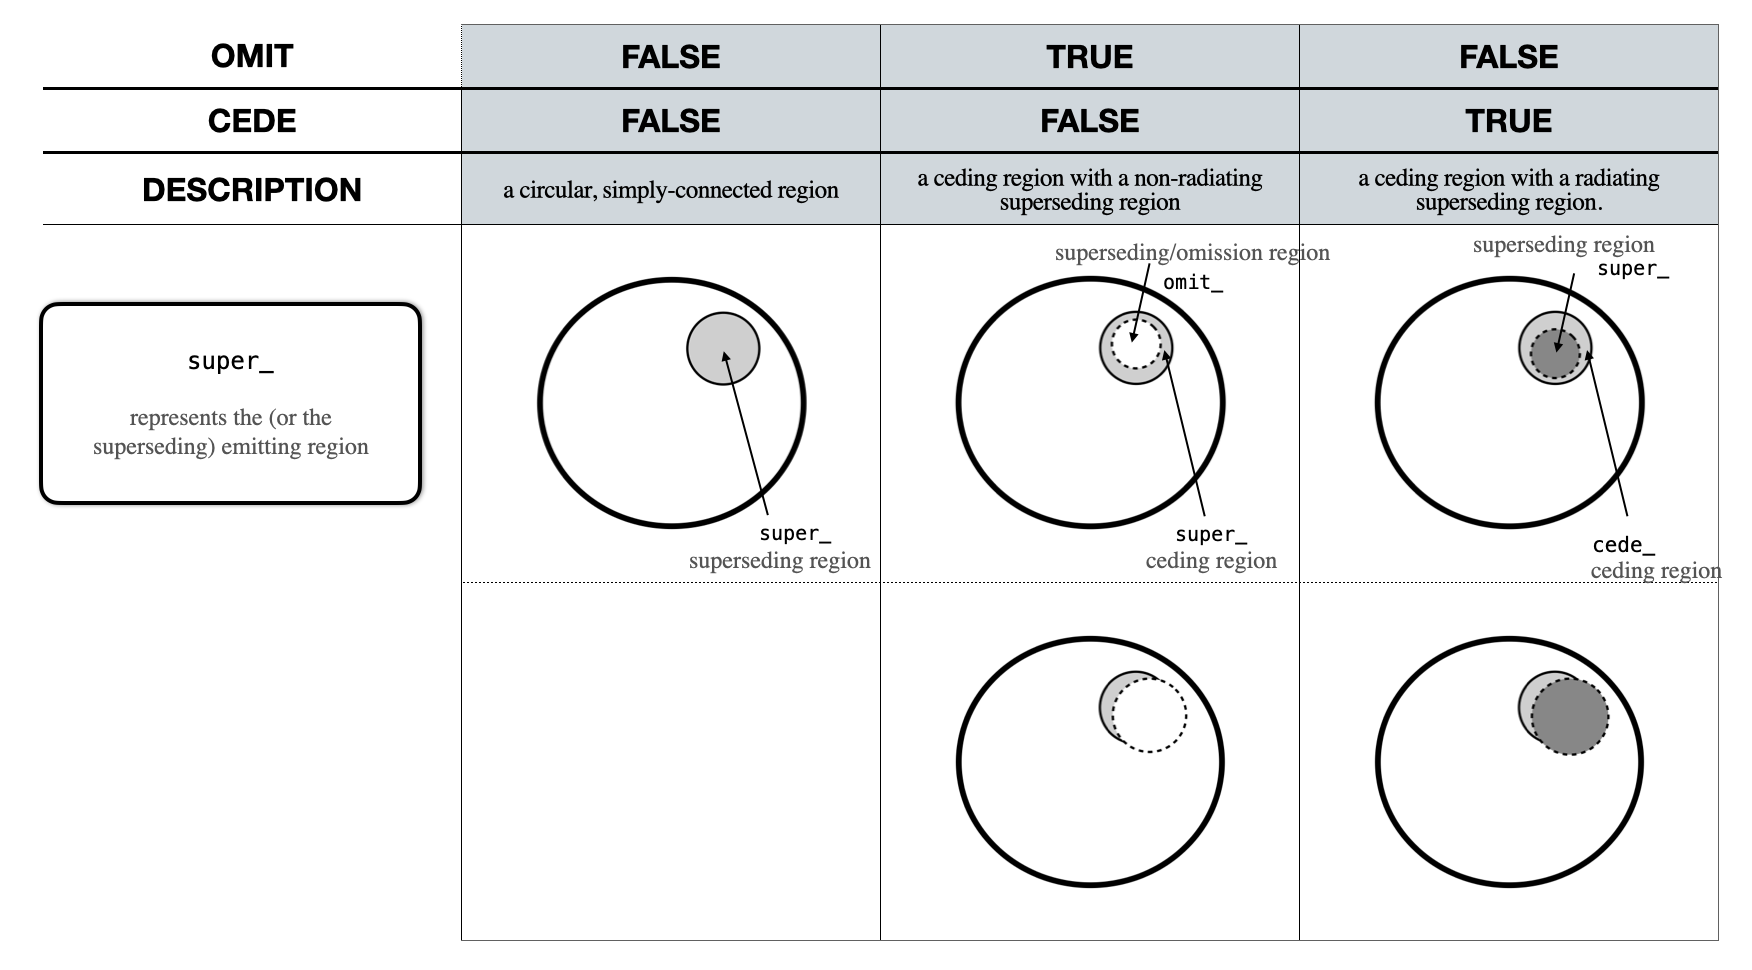 OMIT FALSE TRUE FALSE
CEDE FALSE FALSE TRUE
DESCRIPTION
a circular, simply-connected region
a ceding region with a non-radiating
superseding region
a ceding region with a radiating
superseding region.
super_
represents the (or the
superseding) emitting region
super_
superseding region
superseding/omission region
omit_
super_
ceding region
superseding region
super_
cede_
ceding region